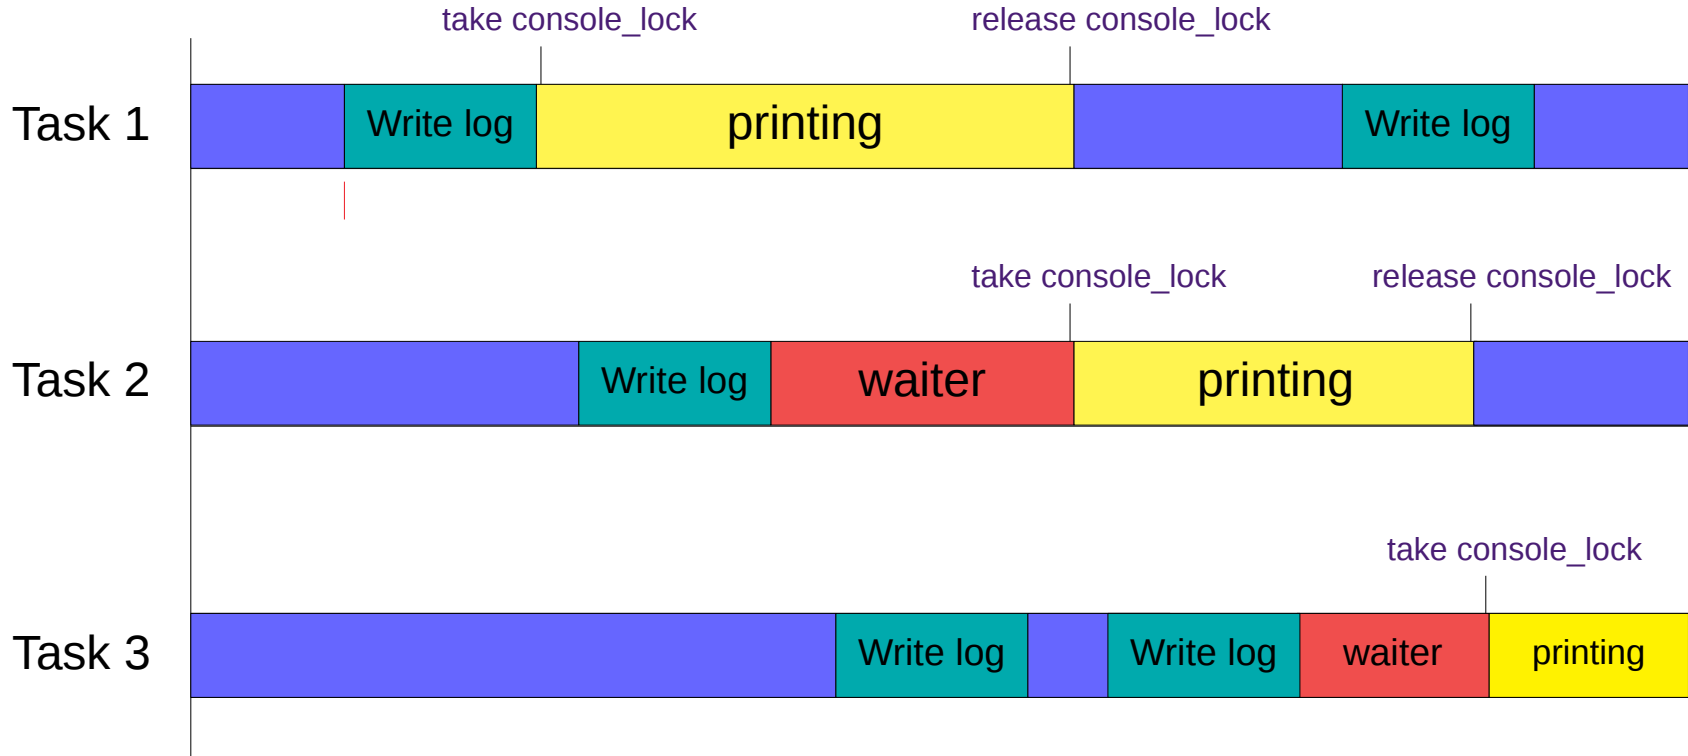 take console_lock
release console_lock
Task 1
Write log
printing
Write log
take console_lock
release console_lock
Task 2
Write log
waiter
printing
take console_lock
Task 3
Write log
Write log
waiter
printing